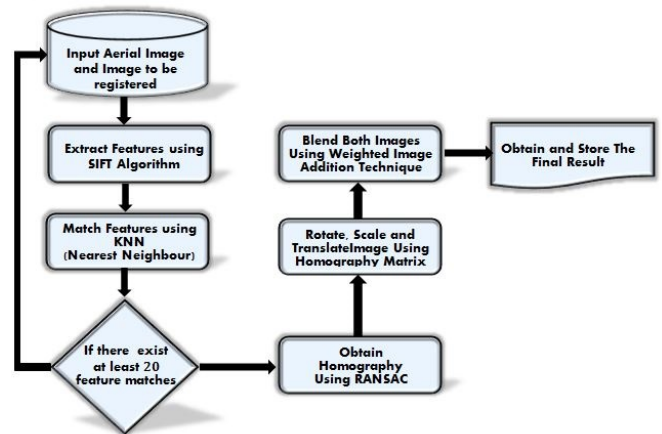 Input Aerial Image
and Image to be
registered
Extract Features using
SIFT Algorithm
Match Features using
KNN
(Nearest Neighbour)
If there exist
at least 20
feature matches
Obtain
Homography
Using RANSAC
Rotate, Scale and
TranslateImage Using
Homography Matrix
Blend Both Images
Using Weighted Image
Addition Technique
Obtain and Store The
Final Result